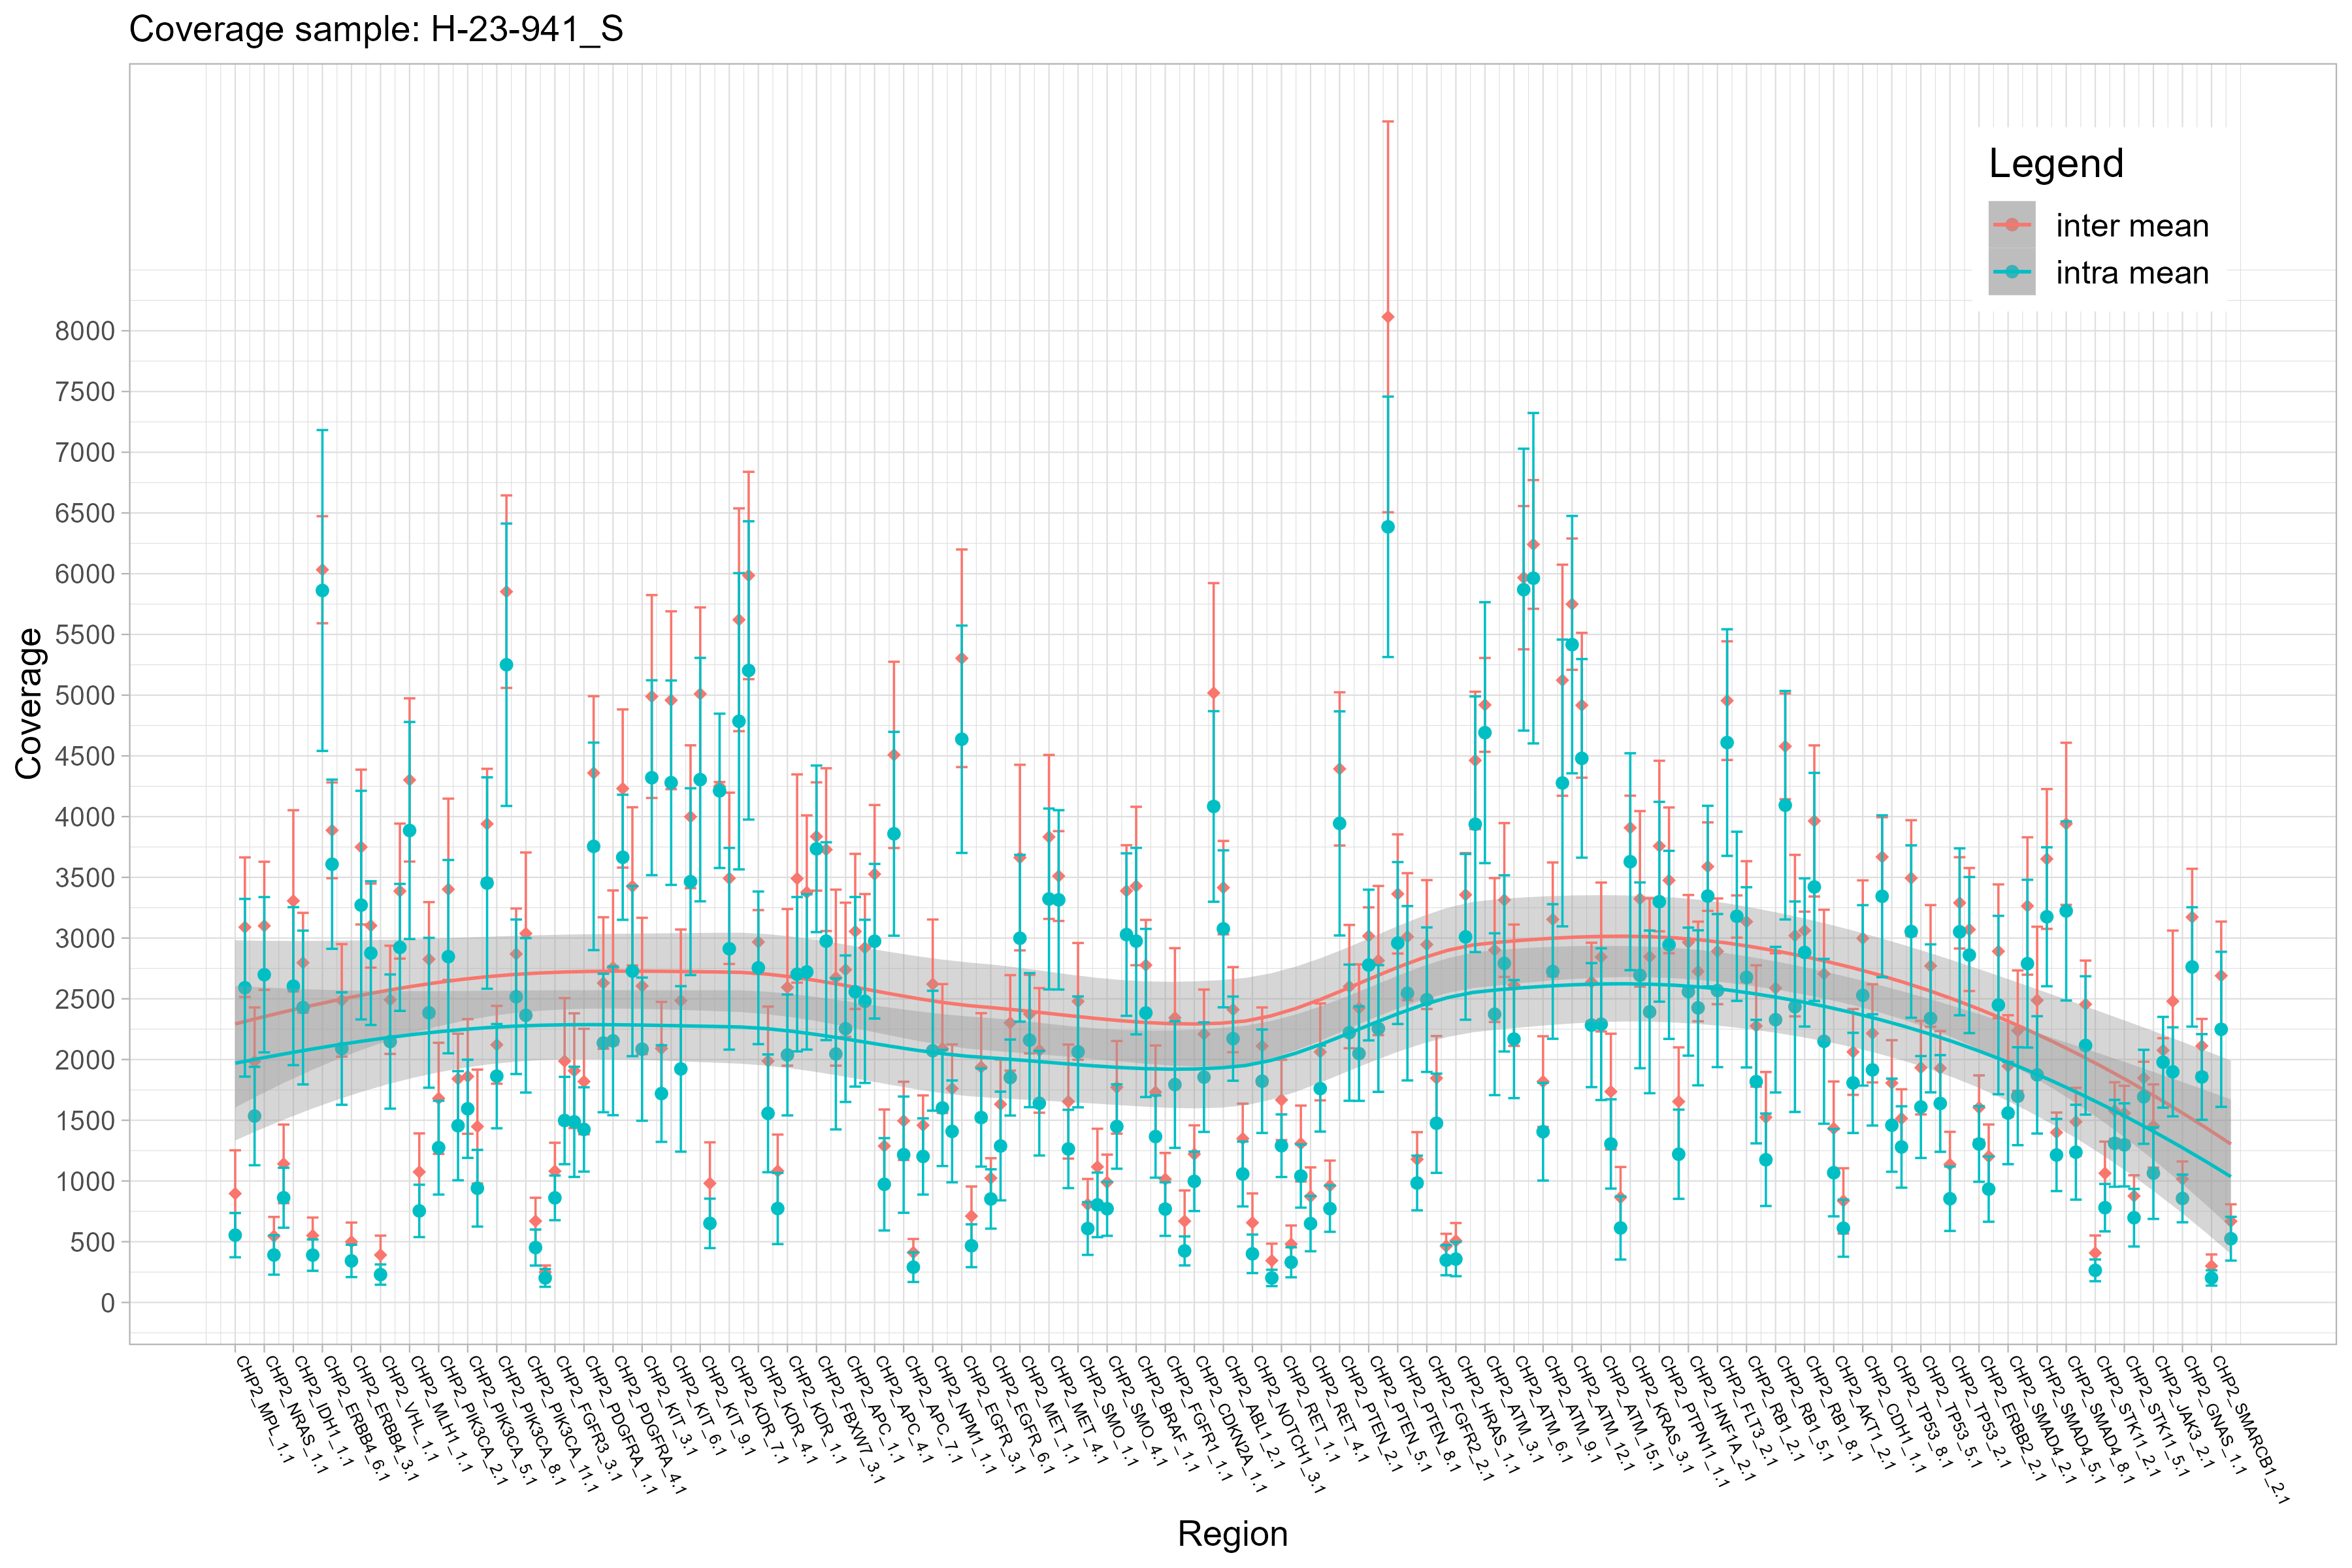 Coverage sample: H-23-941_S
Legend
inter mean
intra mean
Coverage
8000
7500
7000
6500
6000
5500
5000
4500
4000
3500
3000
2500
2000
1500
1000
500
0
CHP2_MPL_1.1
CHP2_NRAS_1.1
CHP2_IDH1_1.1
CHP2_ERBB4_6.1
CHP2_ERBB4_3.1
CHP2_VHL_1.1
CHP2_MLH1_1.1
CHP2_PIK3CA_2.1
CHP2_PIK3CA_5.1
CHP2_PIK3CA_8.1
CHP2_PIK3CA_11.1
CHP2_FGFR3_3.1
CHP2_PDGFRA_1.1
CHP2_PDGFRA_4.1
CHP2_KIT_3.1
CHP2_KIT_6.1
CHP2_KIT_9.1
CHP2_KDR_7.1
CHP2_KDR_4.1
CHP2_KDR_1.1
CHP2_FBXW7_3.1
CHP2_APC_1.1
CHP2_APC_4.1
CHP2_APC_7.1
CHP2_NPM1_1.1
CHP2_EGFR_3.1
CHP2_EGFR_6.1
CHP2_MET_1.1
CHP2_MET_4.1
CHP2_SMO_1.1
CHP2_SMO_4.1
CHP2_BRAF_1.1
CHP2_FGFR1_1.1
CHP2_CDKN2A_1.1
CHP2_ABL1_2.1
CHP2_NOTCH1_3.1
CHP2_RET_1.1
CHP2_RET_4.1
CHP2_PTEN_2.1
CHP2_PTEN_5.1
CHP2_PTEN_8.1
CHP2_FGFR2_2.1
CHP2_HRAS_1.1
CHP2_ATM_3.1
CHP2_ATM_6.1
CHP2_ATM_9.1
CHP2_ATM_12.1
CHP2_ATM_15.1
CHP2_KRAS_3.1
CHP2_PTPN11_1.1
CHP2_HNF1A_2.1
CHP2_FLT3_2.1
CHP2_RB1_2.1
CHP2_RB1_5.1
CHP2_RB1_8.1
CHP2_AKT1_2.1
CHP2_CDH1_1.1
CHP2_TP53_8.1
CHP2_TP53_5.1
CHP2_TP53_2.1
CHP2_ERBB2_2.1
CHP2_SMAD4_2.1
CHP2_SMAD4_5.1
CHP2_SMAD4_8.1
CHP2_STK11_2.1
CHP2_STK11_5.1
CHP2_JAK3_2.1
CHP2_GNAS_1.1
CHP2_SMARCB1_2.1
Region